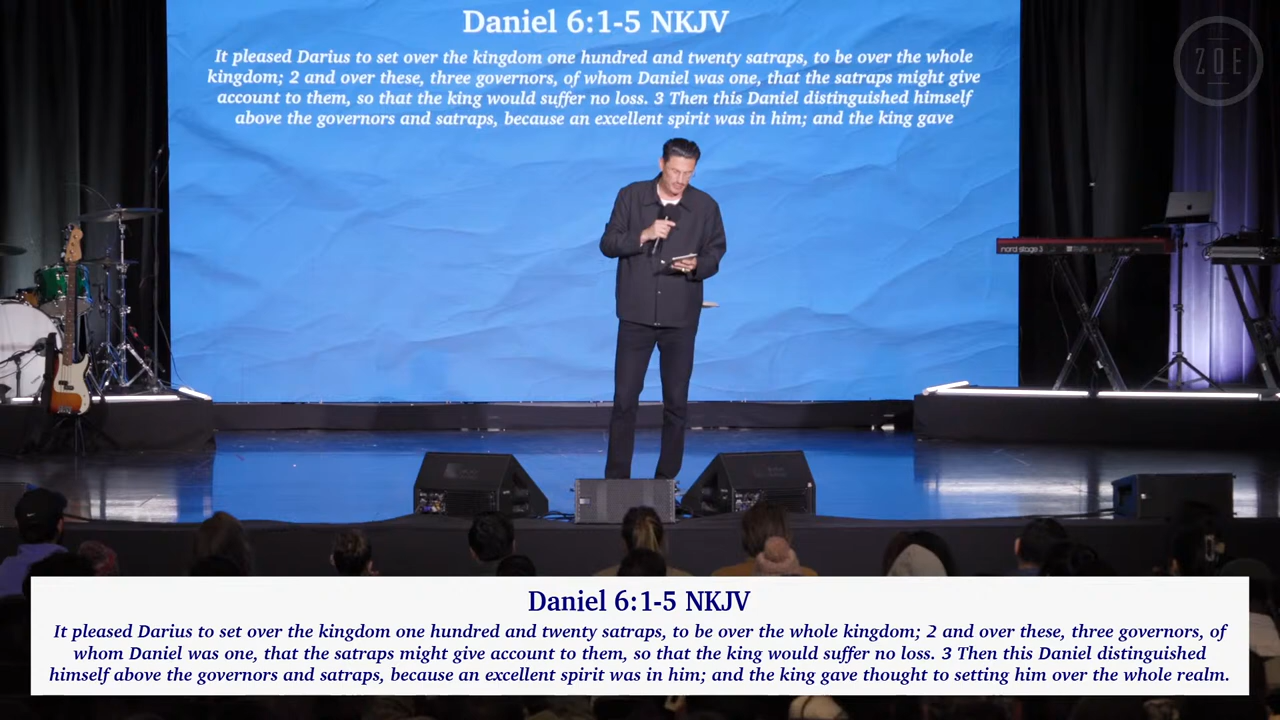 Daniel 6:1-5 NKJV
It pleased Darius to set over the kingdom one hundred and twenty satraps, to be over the whole
kingdom; 2 and over these, three governors, of whom Daniel was one, that the satraps might give
account to them, so that the king would suffer no loss. 3 Then this Daniel distinguished himself
above the governors and satraps, because an excellent spirit was in him; and the king gave
ZOE
nord stage 3
Daniel 6:1-5 NKJV
It pleased Darius to set over the kingdom one hundred and twenty satraps, to be over the whole kingdom; 2 and over these, three governors, of
whom Daniel was one, that the satraps might give account to them, so that the king would suffer no loss. 3 Then this Daniel distinguished
himself above the governors and satraps, because an excellent spirit was in him; and the king gave thought to setting him over the whole realm.